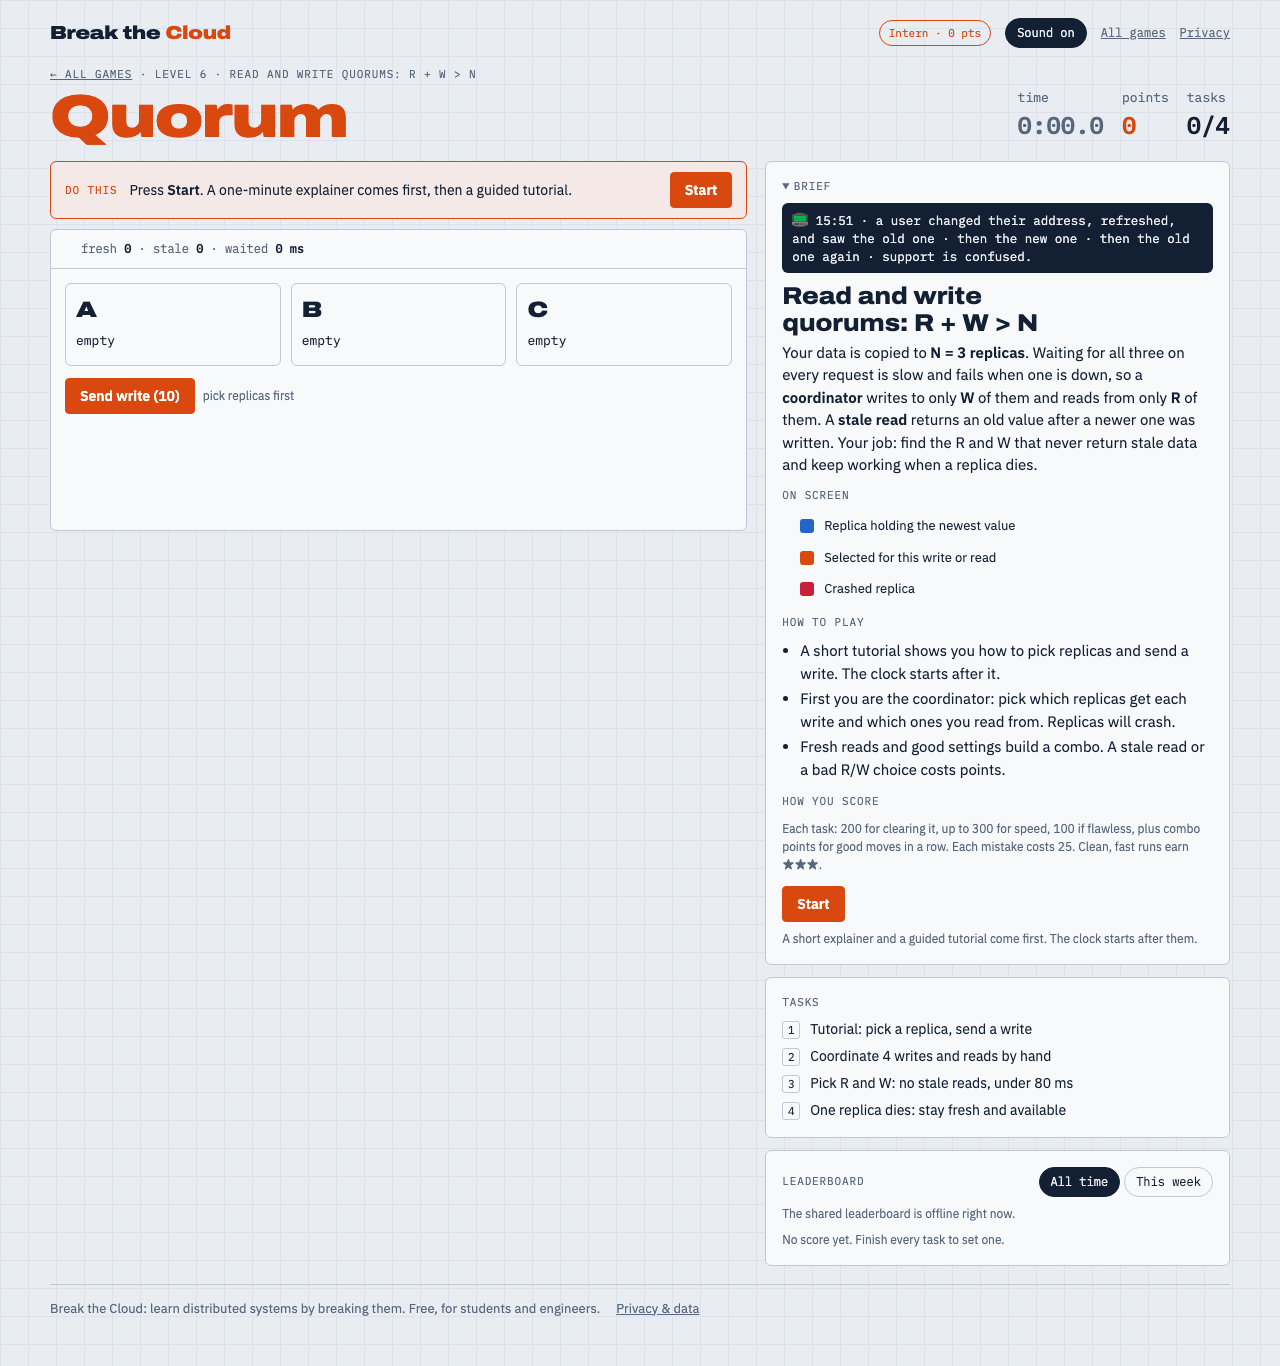 Break the Cloud
Intern · 0 pts
Sound on
All games
Privacy
← ALL GAMES · LEVEL 6 · READ AND WRITE QUORUMS: R + W > N
Quorum
time
0:00.0
points
0
tasks
0/4
DO THIS
Press Start. A one-minute explainer comes first, then a guided tutorial.
Start
fresh 0 · stale 0 · waited 0 ms
A
empty
B
empty
C
empty
Send write (10)
pick replicas first
▼ BRIEF
15:51 · a user changed their address, refreshed,
and saw the old one · then the new one · then the old
one again · support is confused.
Read and write
quorums: R + W > N
Your data is copied to N = 3 replicas. Waiting for all three on
every request is slow and fails when one is down, so a
coordinator writes to only W of them and reads from only R of
them. A stale read returns an old value after a newer one was
written. Your job: find the R and W that never return stale data
and keep working when a replica dies.
ON SCREEN
Replica holding the newest value
Selected for this write or read
Crashed replica
HOW TO PLAY
• A short tutorial shows you how to pick replicas and send a
write. The clock starts after it.
• First you are the coordinator: pick which replicas get each
write and which ones you read from. Replicas will crash.
• Fresh reads and good settings build a combo. A stale read or
a bad R/W choice costs points.
HOW YOU SCORE
Each task: 200 for clearing it, up to 300 for speed, 100 if flawless, plus combo
points for good moves in a row. Each mistake costs 25. Clean, fast runs earn
★★★.
Start
A short explainer and a guided tutorial come first. The clock starts after them.
TASKS
1 Tutorial: pick a replica, send a write
2 Coordinate 4 writes and reads by hand
3 Pick R and W: no stale reads, under 80 ms
4 One replica dies: stay fresh and available
LEADERBOARD
All time
This week
The shared leaderboard is offline right now.
No score yet. Finish every task to set one.
Break the Cloud: learn distributed systems by breaking them. Free, for students and engineers.
Privacy & data